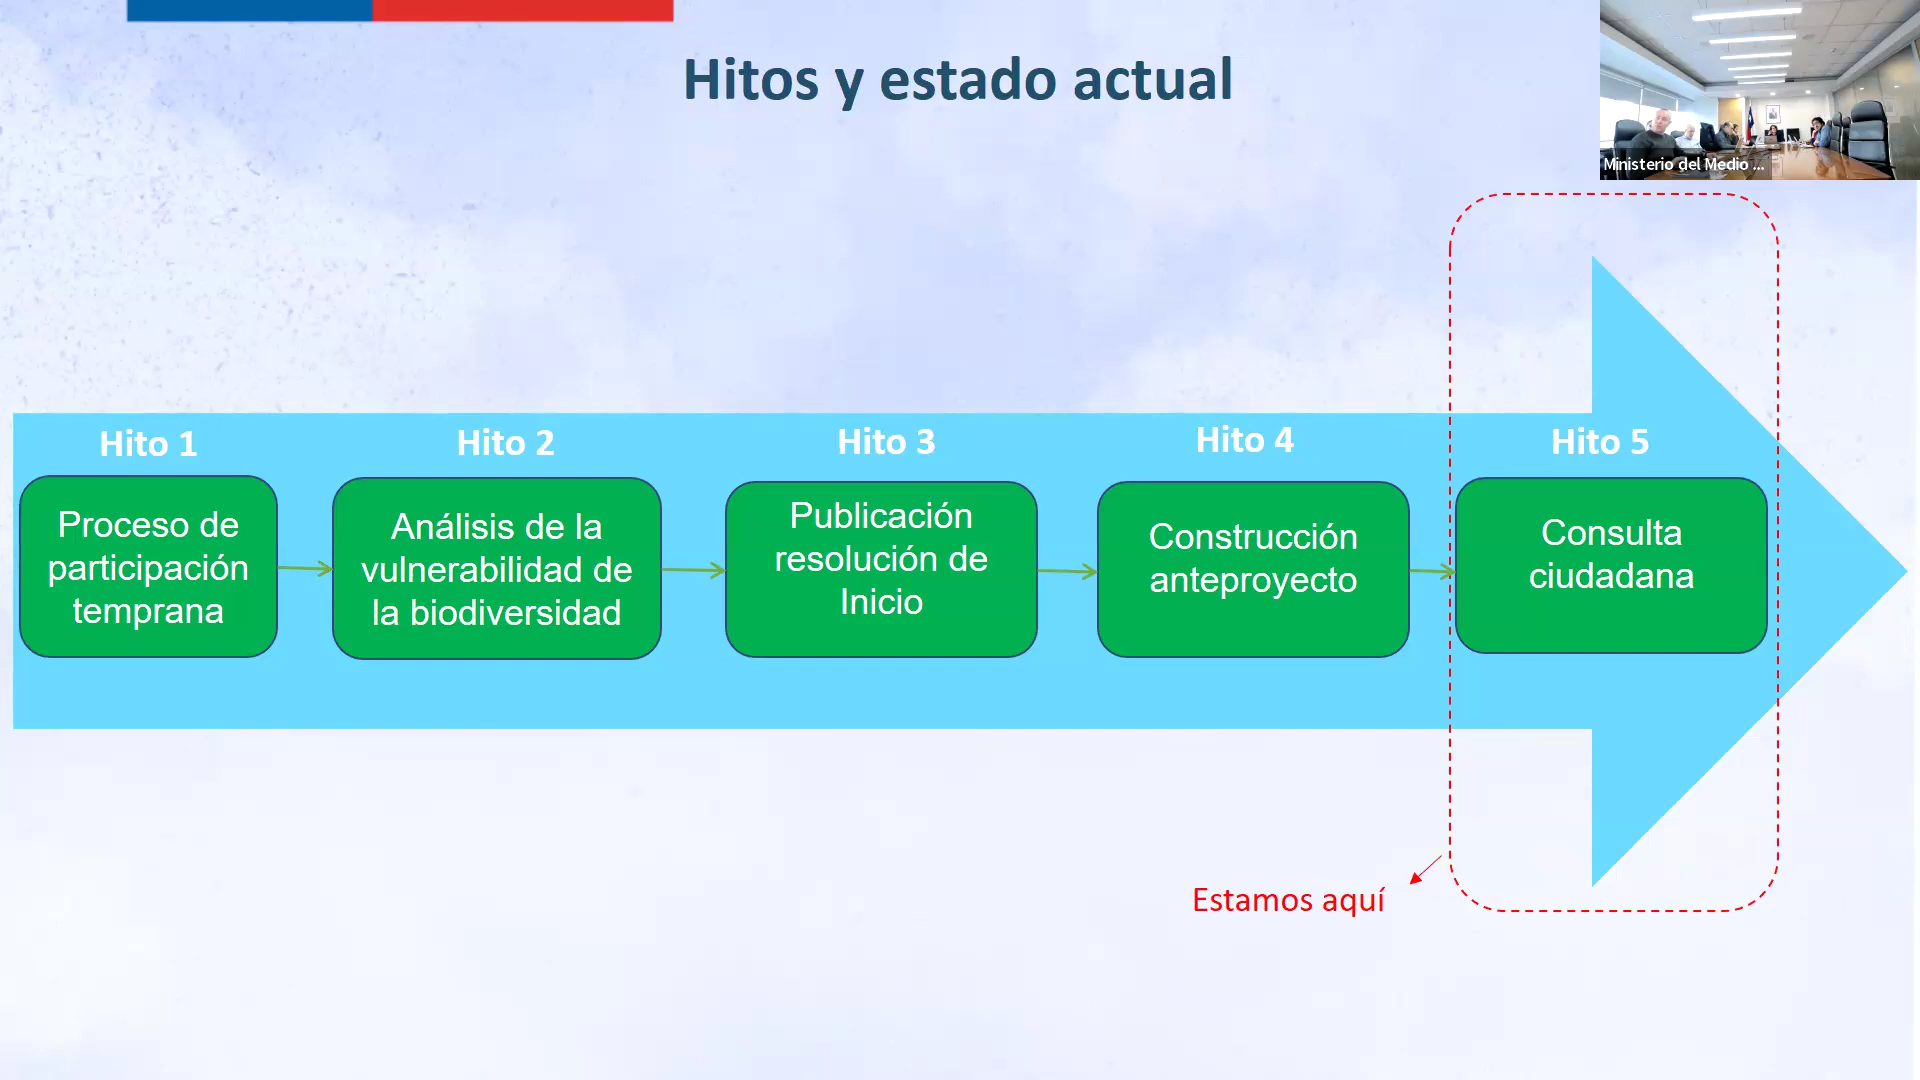 Hitos y estado actual
Ministerio del Medio ...
Hito 1
Proceso de
participación
temprana
Hito 2
Análisis de la
vulnerabilidad de
la biodiversidad
Hito 3
Publicación
resolución de
Inicio
Hito 4
Construcción
anteproyecto
Hito 5
Consulta
ciudadana
Estamos aquí